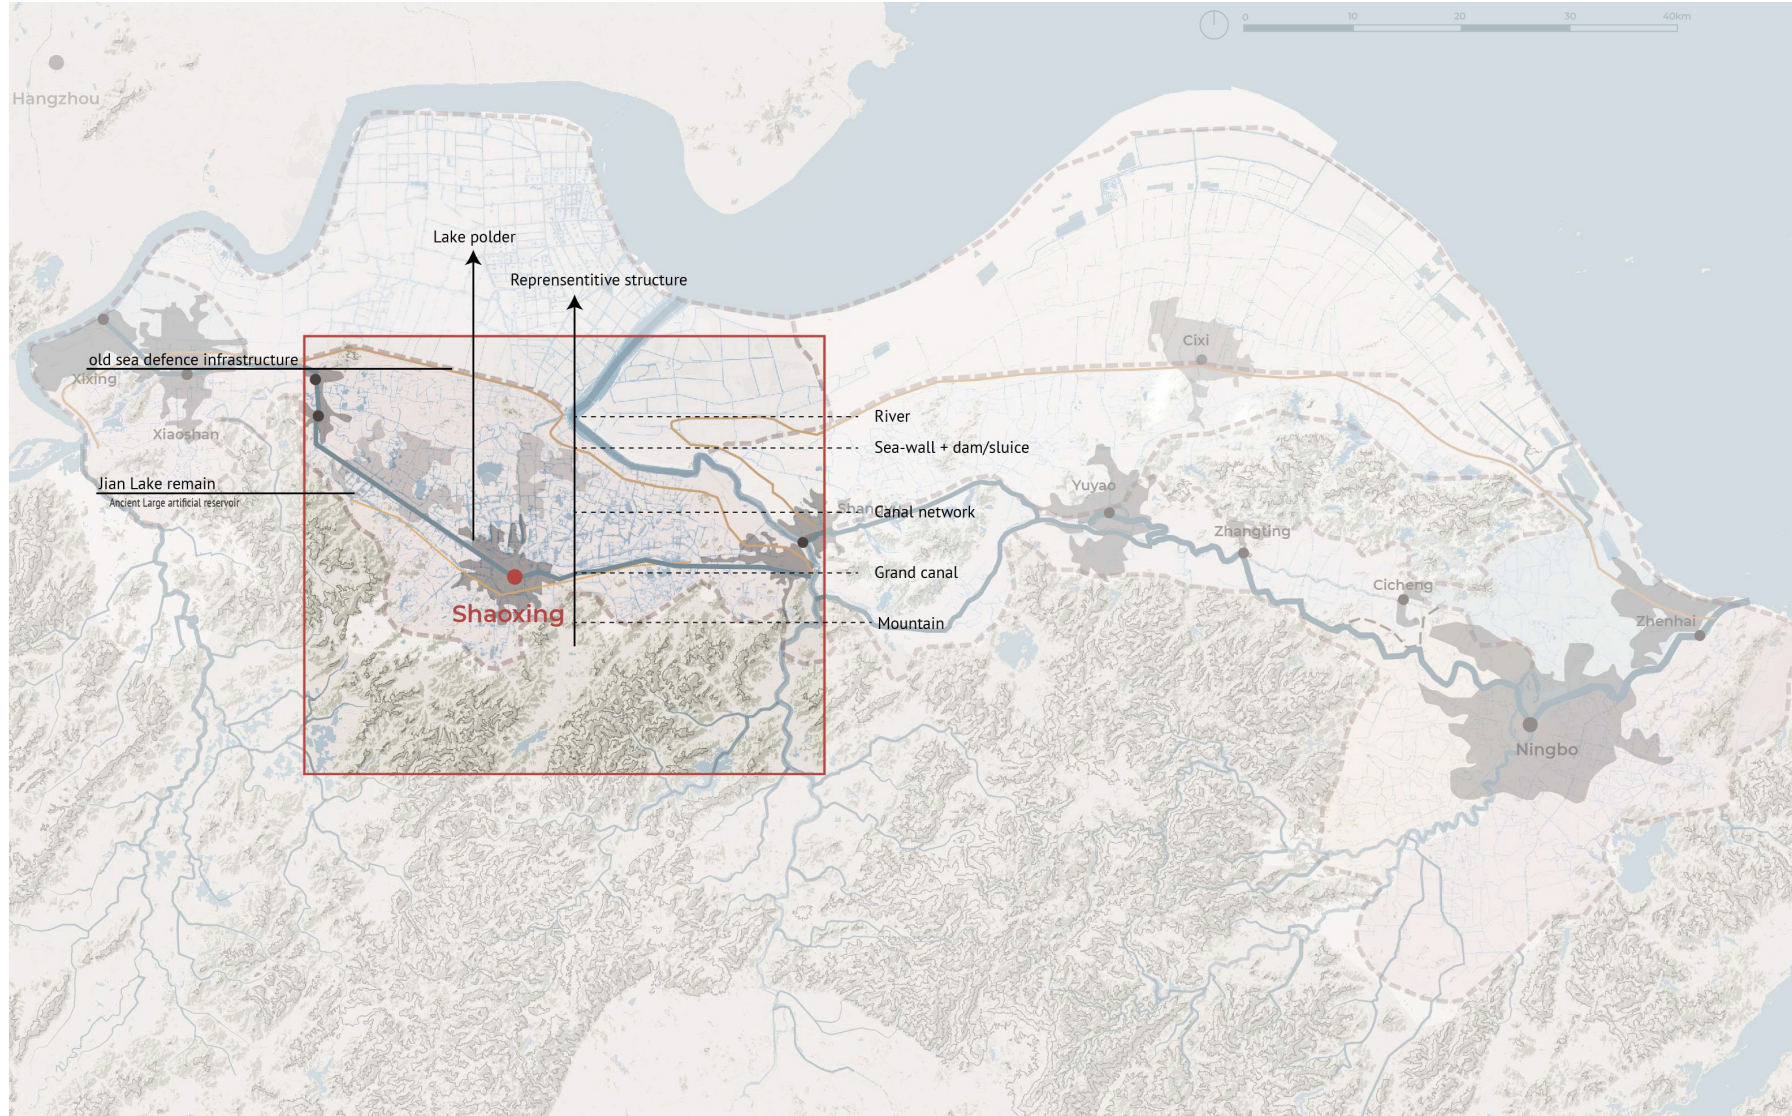 0 10 20 30 40km
Hangzhou
Lake polder
Reprensentitive structure
Cixi
old sea defence infrastructure
Xixing
River
Xiaoshan
Sea-wall + dam/sluice
Jian Lake remain
Ancient Large artificial reservoir
Yuyao
Canal network
Zhangting
Grand canal
Cicheng
Shaoxing
Mountain
Zhenhai
Ningbo